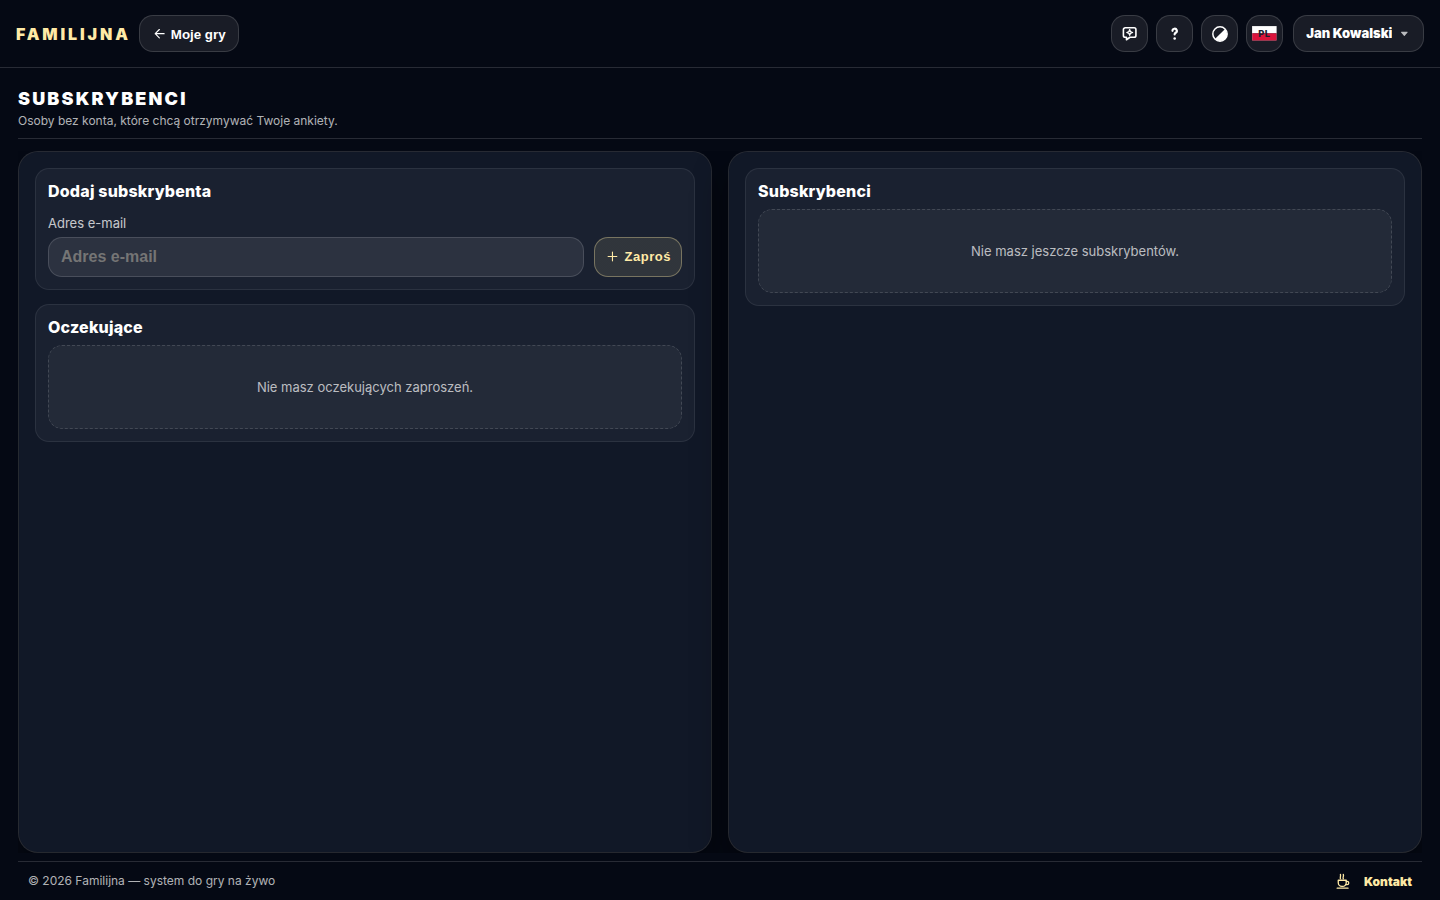 FAMILIJNA
Moje gry
?
PL
Jan Kowalski
SUBSKRYBENCI
Osoby bez konta, które chcą otrzymywać Twoje ankiety.
Dodaj subskrybenta
Adres e-mail
Adres e-mail
Zaproś
Oczekujące
Nie masz oczekujących zaproszeń.
Subskrybenci
Nie masz jeszcze subskrybentów.
© 2026 Familijna — system do gry na żywo
Kontakt